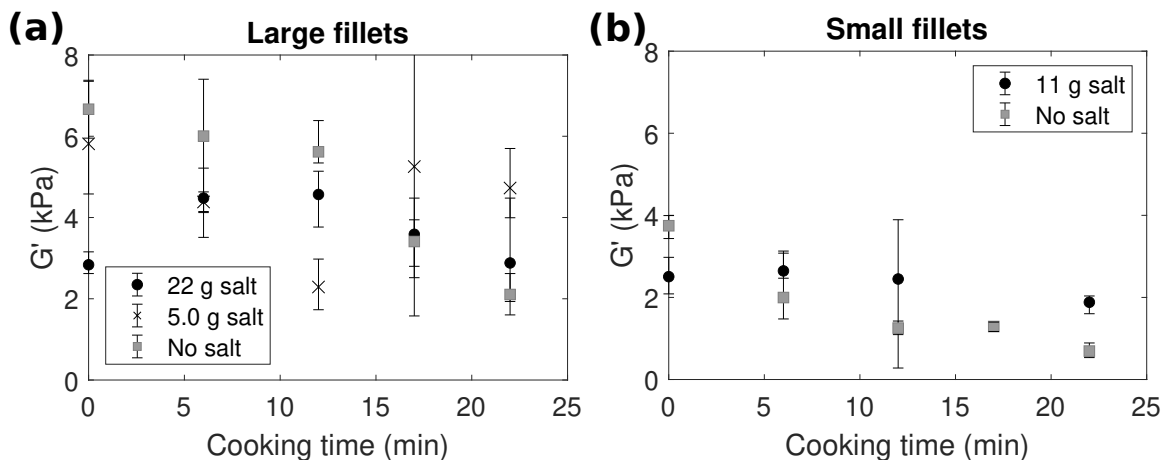 (a)
Large fillets
8
6
4
2
0
G' (kPa)
22 g salt
5.0 g salt
No salt
0 5 10 15 20 25
Cooking time (min)
(b)
Small fillets
8
6
4
2
0
G' (kPa)
11 g salt
No salt
0 5 10 15 20 25
Cooking time (min)